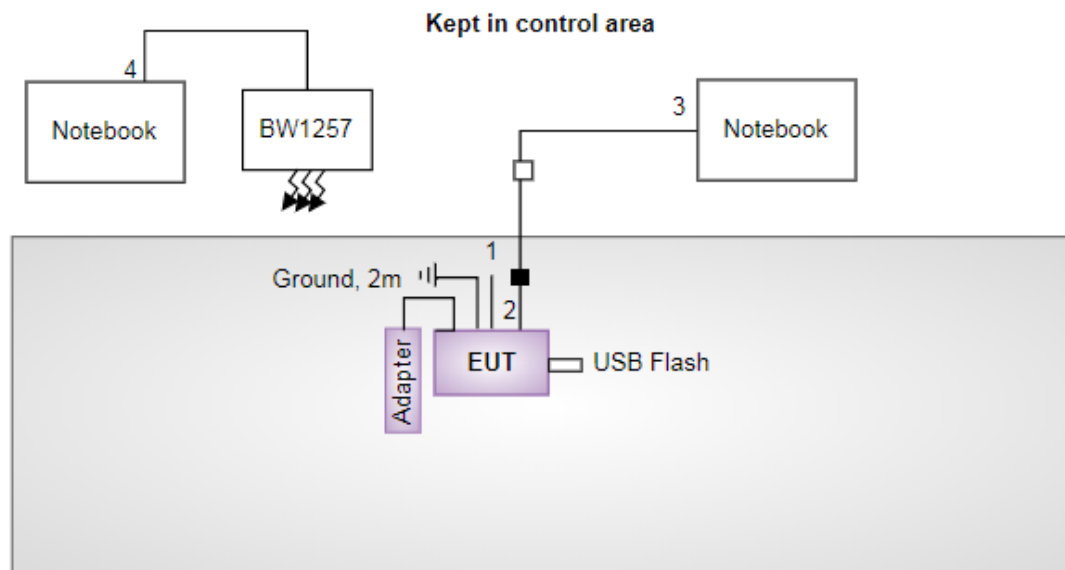 Kept in control area
4
Notebook
BW1257
3
Notebook
1
Ground, 2m
2
Adapter
EUT
USB Flash